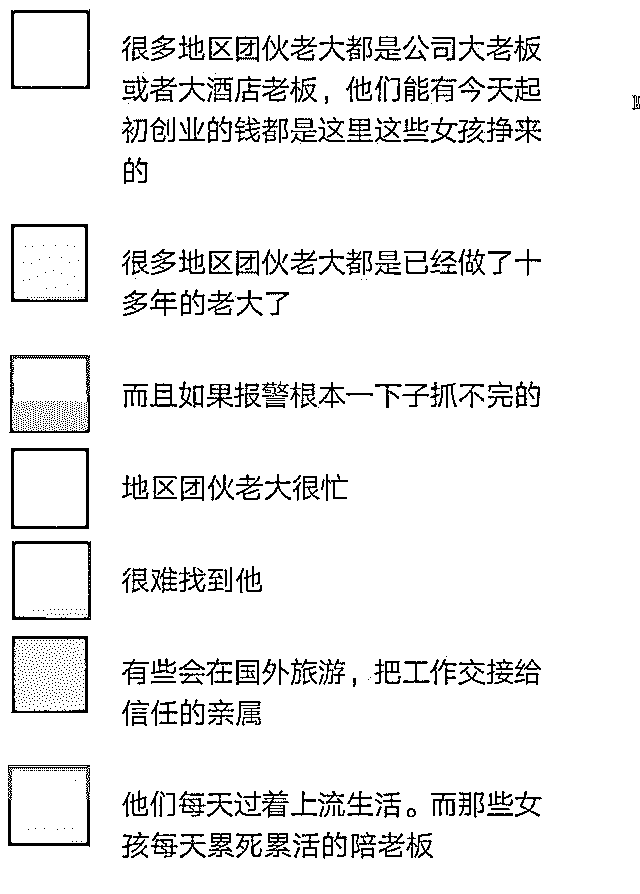 很多地区团伙老大都是公司大老板
或者大酒店老板，他们能有今天起
初创业的钱都是这里这些女孩挣来
的
很多地区团伙老大都是已经做了十
多年的老大了
而且如果报警根本一下子抓不完的
地区团伙老大很忙
很难找到他
有些会在国外旅游，把工作交接给
信任的亲属
他们每天过着上流生活。而那些女
孩每天累死累活的陪老板